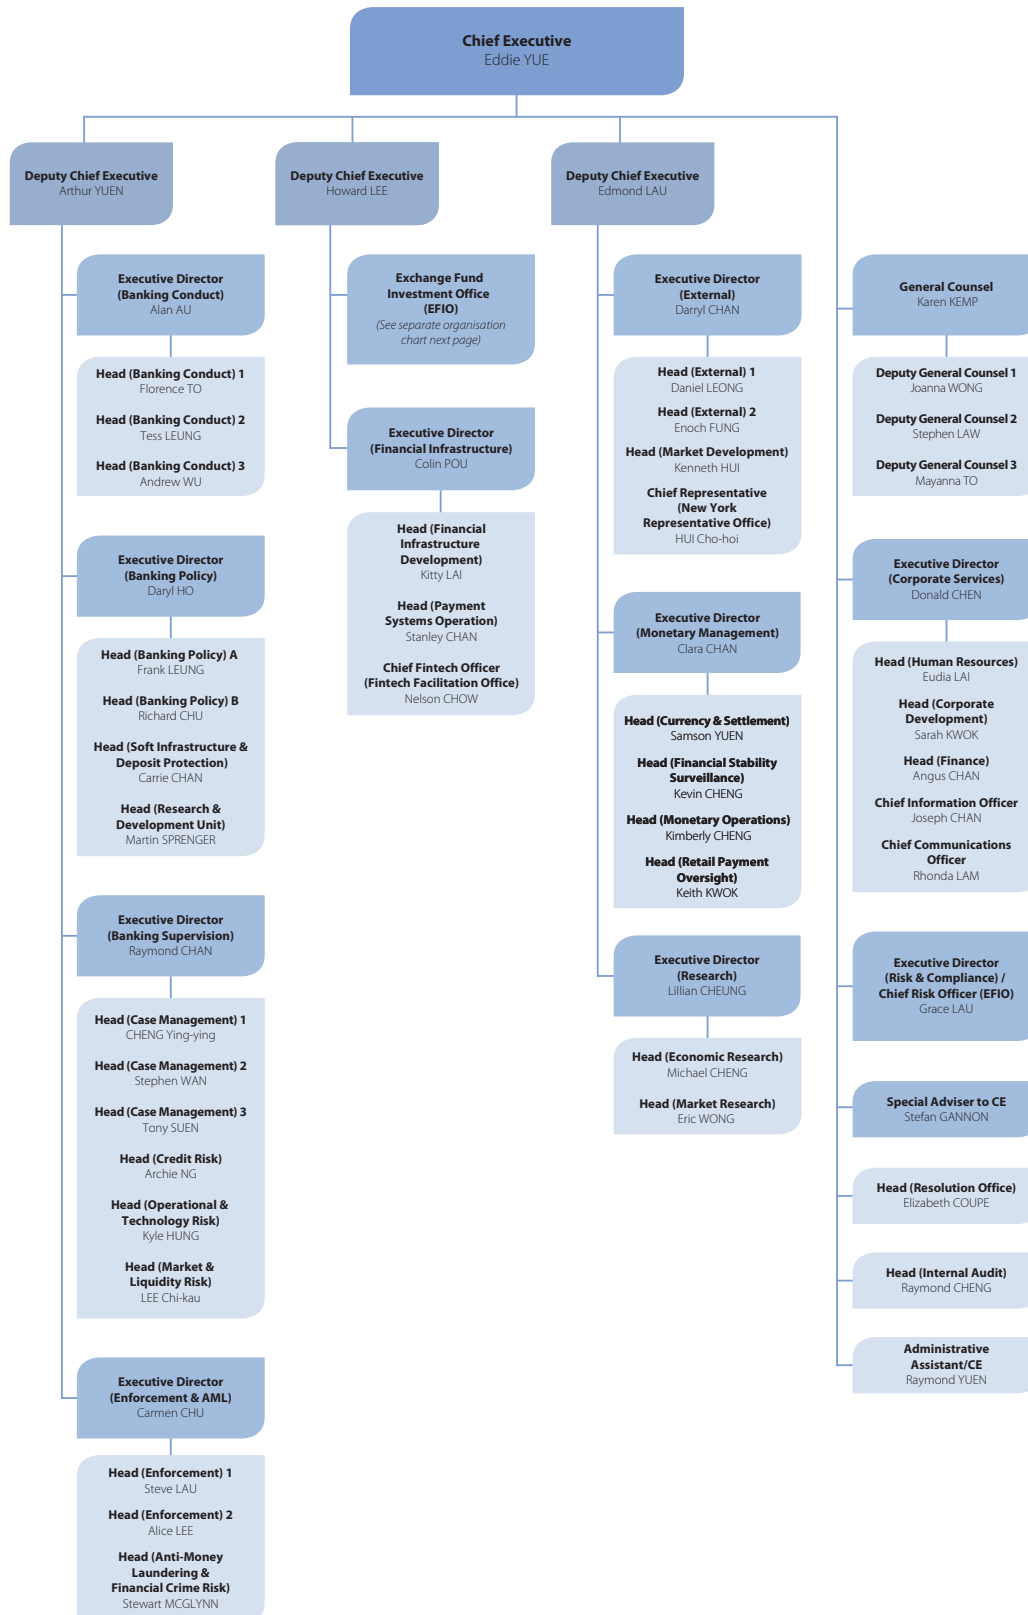 Chief Executive
Eddie YUE
Deputy Chief Executive
Arthur YUEN
Executive Director
(Banking Conduct)
Alan AU
Head (Banking Conduct) 1
Florence TO
Head (Banking Conduct) 2
Tess LEUNG
Head (Banking Conduct) 3
Andrew WU
Executive Director
(Banking Policy)
Daryl HO
Head (Banking Policy) A
Frank LEUNG
Head (Banking Policy) B
Richard CHU
Head (Soft Infrastructure &
Deposit Protection)
Carrie CHAN
Head (Research &
Development Unit)
Martin SPRENGER
Executive Director
(Banking Supervision)
Raymond CHAN
Head (Case Management) 1
CHENG Ying-ying
Head (Case Management) 2
Stephen WAN
Head (Case Management) 3
Tony SUEN
Head (Credit Risk)
Archie NG
Head (Operational &
Technology Risk)
Kyle HUNG
Head (Market &
Liquidity Risk)
LEE Chi-kau
Executive Director
(Enforcement & AML)
Carmen CHU
Head (Enforcement) 1
Steve LAU
Head (Enforcement) 2
Alice LEE
Head (Anti-Money
Laundering &
Financial Crime Risk)
Stewart MCGLYNN
Deputy Chief Executive
Howard LEE
Exchange Fund
Investment Office
(EFIO)
(See separate organisation
chart next page)
Executive Director
(Financial Infrastructure)
Colin POU
Head (Financial
Infrastructure
Development)
Kitty LAI
Head (Payment
Systems Operation)
Stanley CHAN
Chief Fintech Officer
(Fintech Facilitation Office)
Nelson CHOW
Deputy Chief Executive
Edmond LAU
Executive Director
(External)
Darryl CHAN
Head (External) 1
Daniel LEONG
Head (External) 2
Enoch FUNG
Head (Market Development)
Kenneth HUI
Chief Representative
(New York
Representative Office)
HUI Cho-hoi
Executive Director
(Monetary Management)
Clara CHAN
Head (Currency & Settlement)
Samson YUEN
Head (Financial Stability
Surveillance)
Kevin CHENG
Head (Monetary Operations)
Kimberly CHENG
Head (Retail Payment
Oversight)
Keith KWOK
Executive Director
(Research)
Lillian CHEUNG
Head (Economic Research)
Michael CHENG
Head (Market Research)
Eric WONG
General Counsel
Karen KEMP
Deputy General Counsel 1
Joanna WONG
Deputy General Counsel 2
Stephen LAW
Deputy General Counsel 3
Mayanna TO
Executive Director
(Corporate Services)
Donald CHEN
Head (Human Resources)
Eudia LAI
Head (Corporate
Development)
Sarah KWOK
Head (Finance)
Angus CHAN
Chief Information Officer
Joseph CHAN
Chief Communications
Officer
Rhonda LAM
Executive Director
(Risk & Compliance) /
Chief Risk Officer (EFIO)
Grace LAU
Special Adviser to CE
Stefan GANNON
Head (Resolution Office)
Elizabeth COUPE
Head (Internal Audit)
Raymond CHENG
Administrative
Assistant/CE
Raymond YUEN